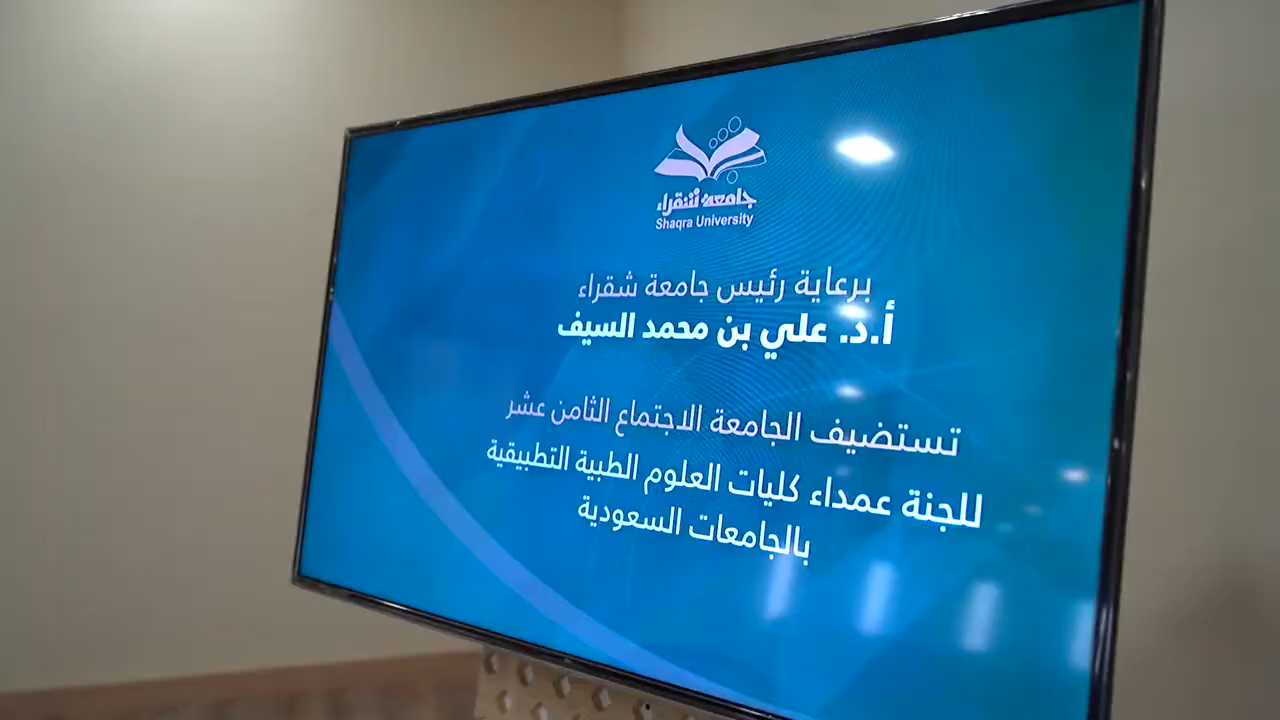 جامعة شقراء
Shaqra University
برعاية رئيس جامعة شقراء
أ.د. علي بن محمد السيف
تستضيف الجامعة الاجتماع الثامن عشر
للجنة عمداء كليات العلوم الطبية التطبيقية
بالجامعات السعودية